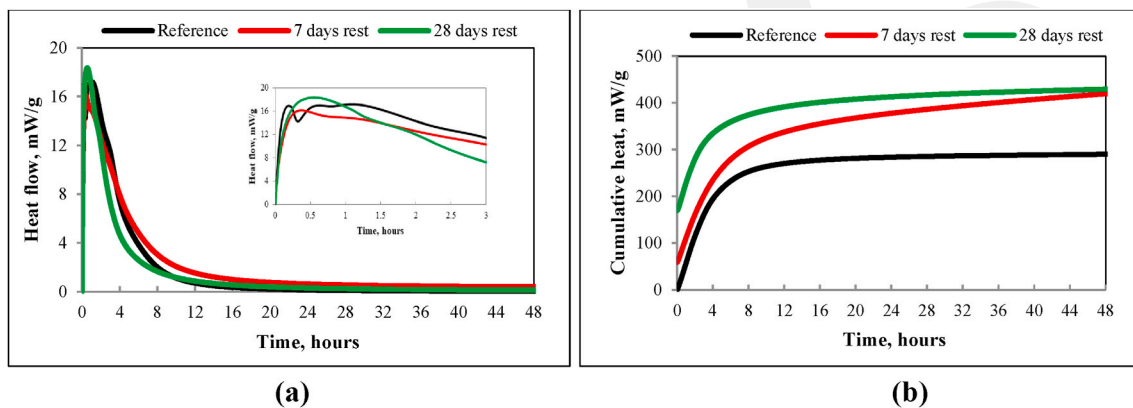 Reference 7 days rest 28 days rest
20
16
12
8
4
0
Heat flow, mW/g
20
16
12
8
4
0
Heat flow, mW/g
0 0.5 1 1.5 2 2.5 3
Time, hours
0 4 8 12 16 20 24 28 32 36 40 44 48
Time, hours
(a)
Reference 7 days rest 28 days rest
500
400
300
200
100
0
Cumulative heat, mW/g
0 4 8 12 16 20 24 28 32 36 40 44 48
Time, hours
(b)